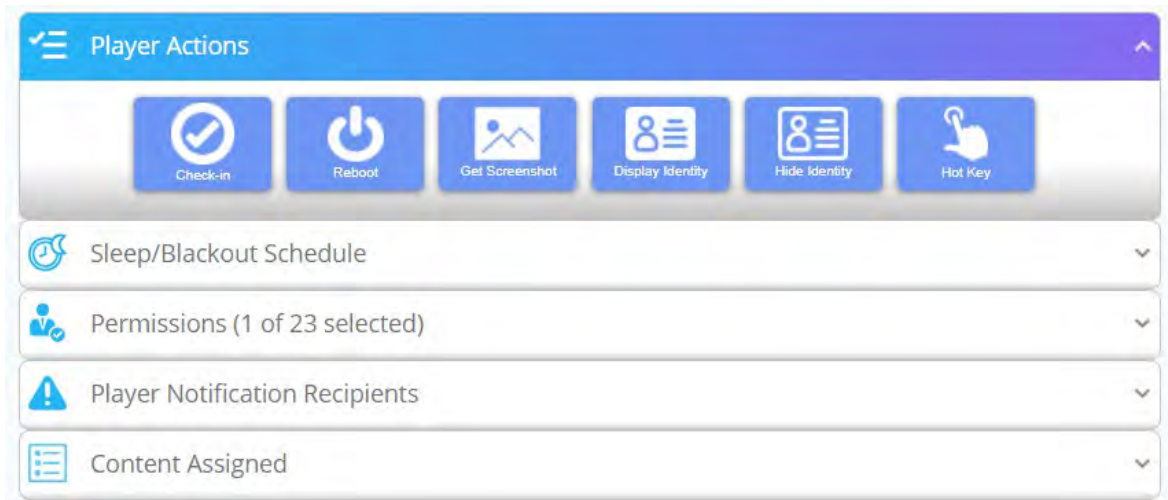 Player Actions
Check-in
Reboot
Get Screenshot
Display Identity
Hide Identity
Hot Key
Sleep/Blackout Schedule
Permissions (1 of 23 selected)
Player Notification Recipients
Content Assigned